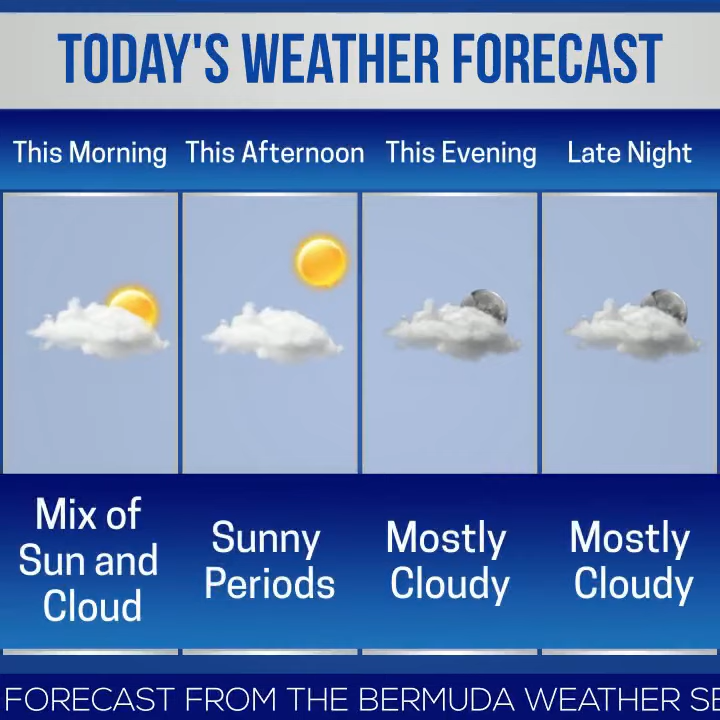 TODAY'S WEATHER FORECAST
This Morning This Afternoon This Evening Late Night
Mix of
Sun and
Cloud
Sunny
Periods
Mostly
Cloudy
Mostly
Cloudy
FORECAST FROM THE BERMUDA WEATHER